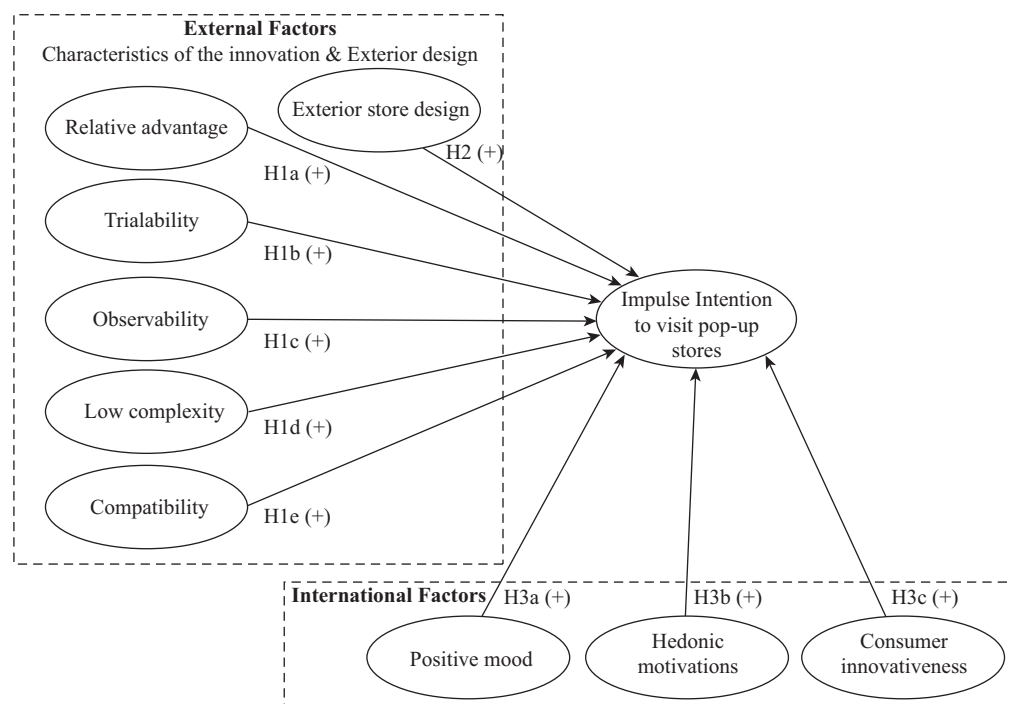 External Factors
Characteristics of the innovation & Exterior design
Exterior store design
Relative advantage
H2 (+)
H1a (+)
Trialability
H1b (+)
Impulse Intention
to visit pop-up
stores
Observability
H1c (+)
Low complexity
H1d (+)
Compatibility
H1e (+)
International Factors
H3a (+)
H3b (+)
H3c (+)
Positive mood
Hedonic
motivations
Consumer
innovativeness